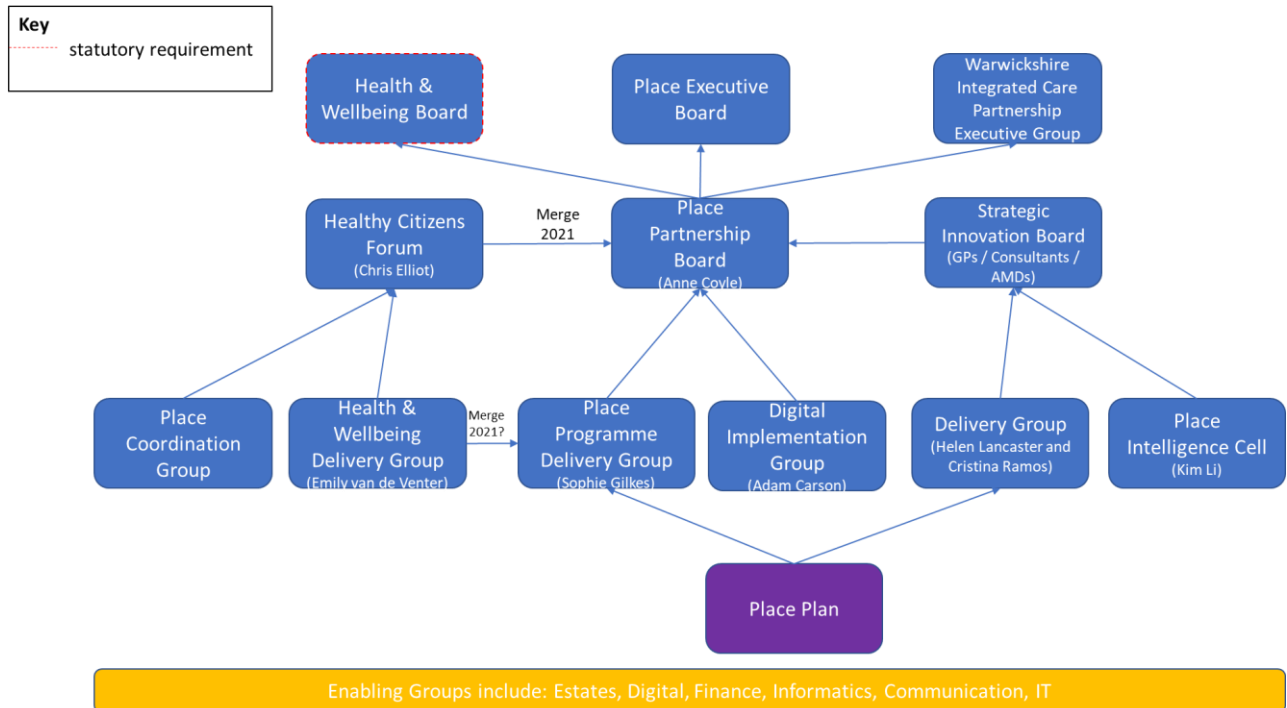 Key
statutory requirement
Health &
Wellbeing Board
Place Executive
Board
Warwickshire
Integrated Care
Partnership
Executive Group
Healthy Citizens
Forum
(Chris Elliot)
Merge
2021
Place
Partnership
Board
(Anne Coyle)
Strategic
Innovation Board
(GPs / Consultants /
AMDs)
Place
Coordination
Group
Health &
Wellbeing
Delivery Group
(Emily van de Venter)
Merge
2021?
Place
Programme
Delivery Group
(Sophie Gilkes)
Digital
Implementation
Group
(Adam Carson)
Delivery Group
(Helen Lancaster and
Cristina Ramos)
Place
Intelligence Cell
(Kim Li)
Place Plan
Enabling Groups include: Estates, Digital, Finance, Informatics, Communication, IT